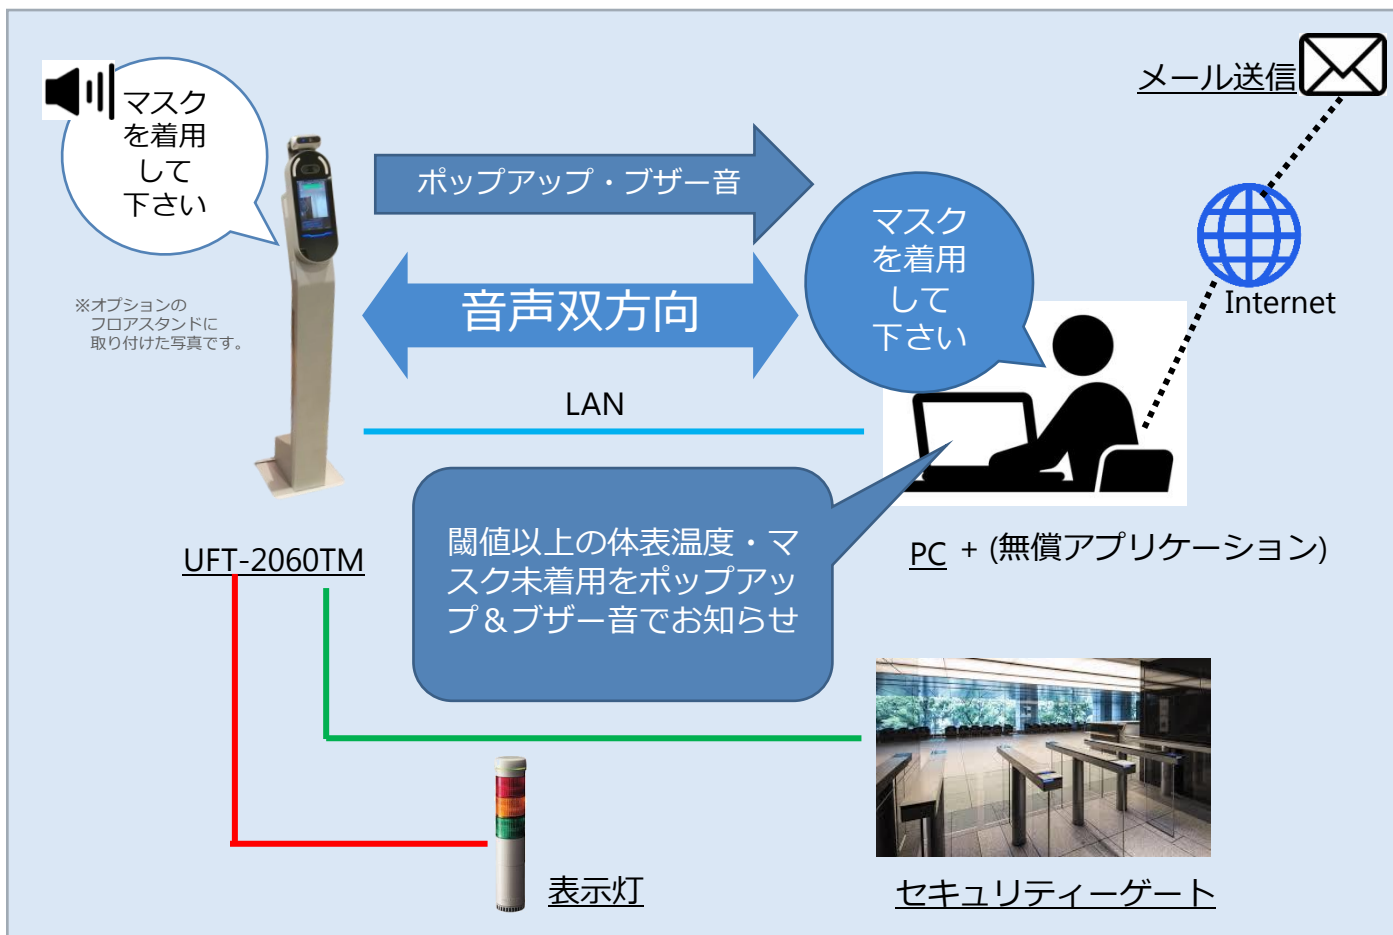 マスク
を着用
して
下さい
メール送信
ポップアップ・ブザー音
マスク
を着用
して
下さい
音声双方向
Internet
※オプションの
フロアスタンドに
取り付けた写真です。
LAN
閾値以上の体表温度・マ
スク未着用をポップアッ
プ＆ブザー音でお知らせ
UFT-2060TM
PC + (無償アプリケーション)
表示灯
セキュリティーゲート